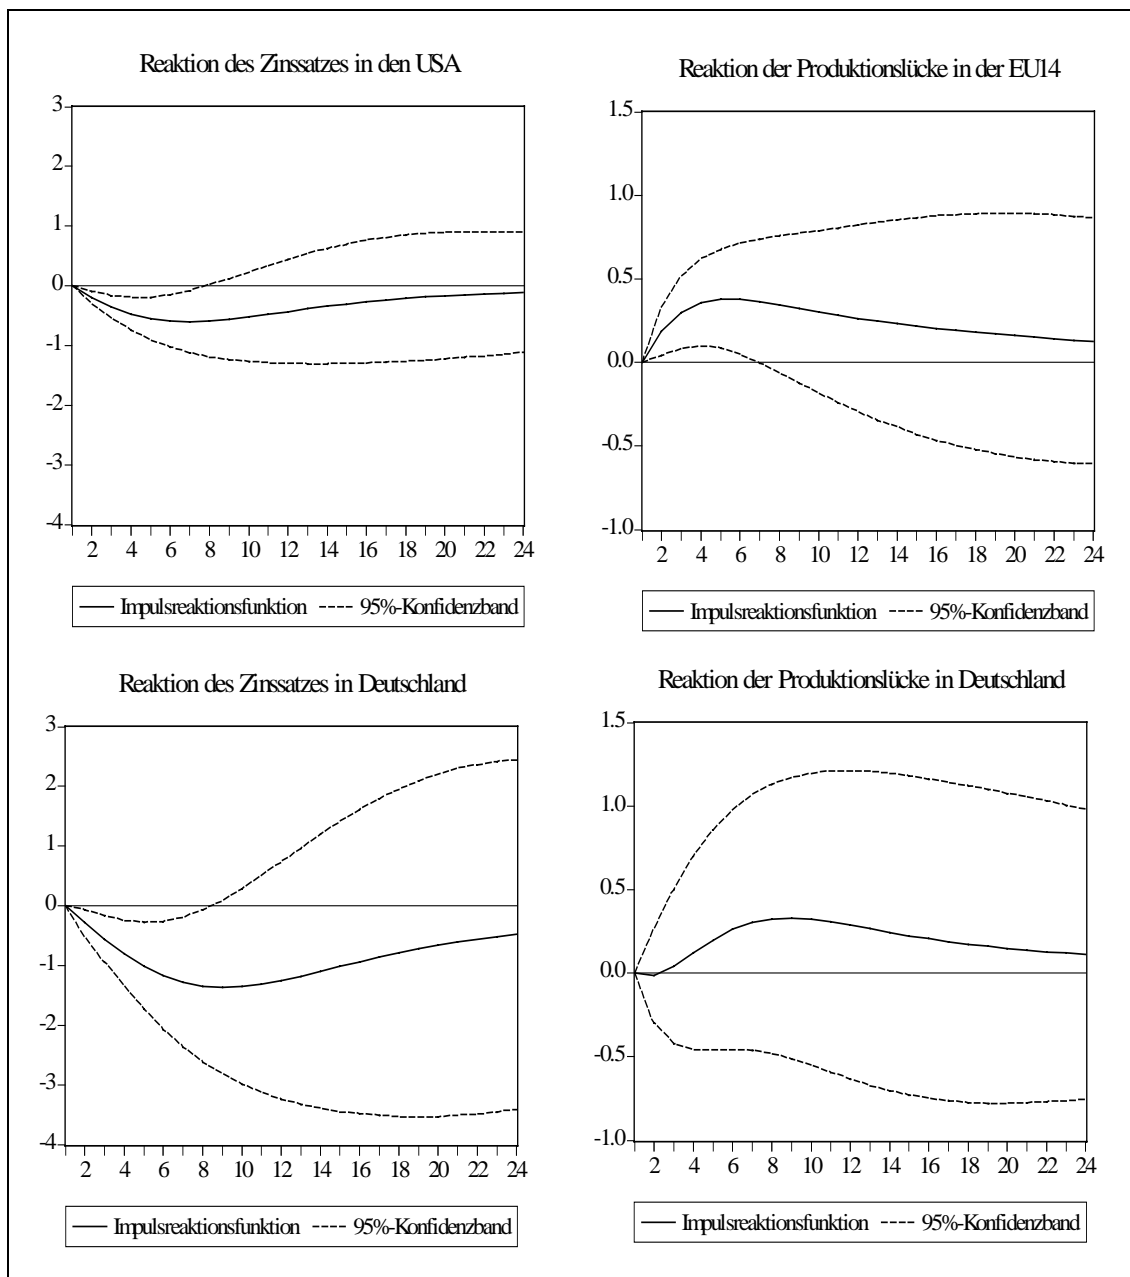 Reaktion des Zinssatzes in den USA
3
2
1
0
-1
-2
-3
-4
2 4 6 8 10 12 14 16 18 20 22 24
Impulsreaktionsfunktion 95%-Konfidenzband
Reaktion der Produktionslücke in der EU14
1.5
1.0
0.5
0.0
-0.5
-1.0
2 4 6 8 10 12 14 16 18 20 22 24
Impulsreaktionsfunktion 95%-Konfidenzband
Reaktion des Zinssatzes in Deutschland
3
2
1
0
-1
-2
-3
-4
2 4 6 8 10 12 14 16 18 20 22 24
Impulsreaktionsfunktion 95%-Konfidenzband
Reaktion der Produktionslücke in Deutschland
1.5
1.0
0.5
0.0
-0.5
-1.0
2 4 6 8 10 12 14 16 18 20 22 24
Impulsreaktionsfunktion 95%-Konfidenzband